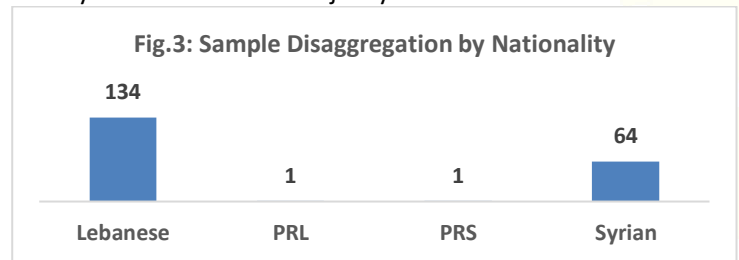 Fig.3: Sample Disaggregation by Nationality
134
1
1
64
Lebanese PRL PRS Syrian